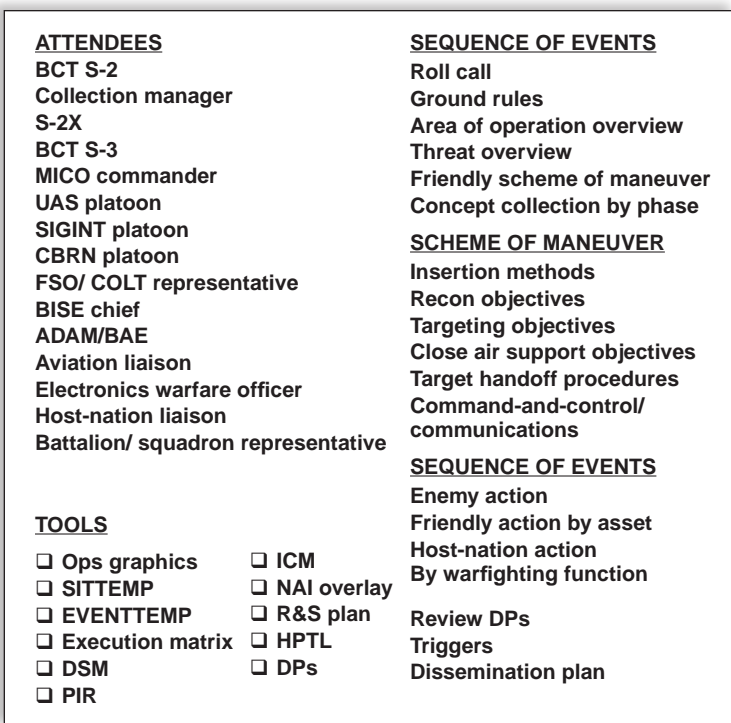 ATTENDEES
BCT S-2
Collection manager
S-2X
BCT S-3
MICO commander
UAS platoon
SIGINT platoon
CBRN platoon
FSO/ COLT representative
BISE chief
ADAM/BAE
Aviation liaison
Electronics warfare officer
Host-nation liaison
Battalion/ squadron representative
TOOLS
❑ Ops graphics
❑ SITTEMP
❑ EVENTTEMP
❑ Execution matrix
❑ DSM
❑ PIR
❑ ICM
❑ NAI overlay
❑ R&S plan
❑ HPTL
❑ DPs
SEQUENCE OF EVENTS
Roll call
Ground rules
Area of operation overview
Threat overview
Friendly scheme of maneuver
Concept collection by phase
SCHEME OF MANEUVER
Insertion methods
Recon objectives
Targeting objectives
Close air support objectives
Target handoff procedures
Command-and-control/
communications
SEQUENCE OF EVENTS
Enemy action
Friendly action by asset
Host-nation action
By warfighting function
Review DPs
Triggers
Dissemination plan